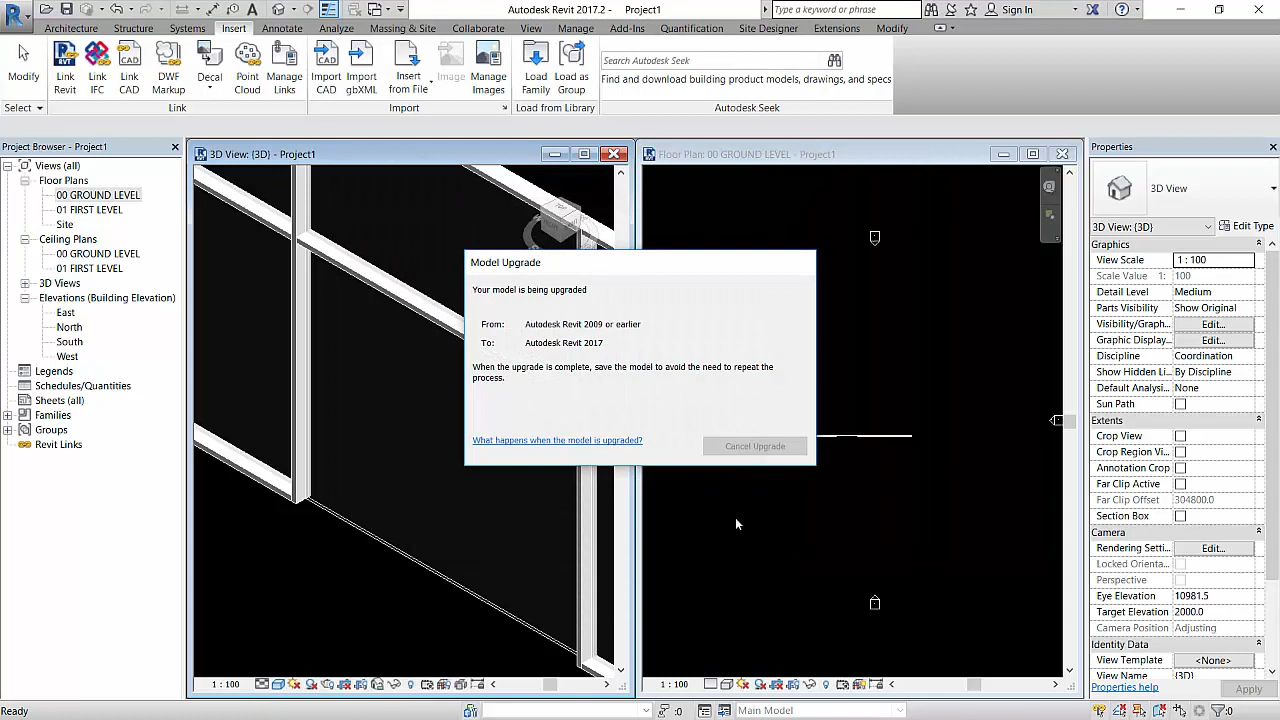 Autodesk Revit 2017.2 - Project1
Type a keyword or phrase
Sign In
Architecture Structure Systems Insert Annotate Analyze Massing & Site Collaborate View Manage Add-Ins Quantification Site Designer Extensions Modify
Modify
Link Revit
Link IFC
Link CAD
DWF Markup
Decal
Point Cloud
Manage Links
Import CAD
Import gbXML
Insert from File
Image
Manage Images
Load Family
Load as Group
Search Autodesk Seek
Find and download building product models, drawings, and specs
Select
Link
Import
Load from Library
Autodesk Seek
Project Browser - Project1
Views (all)
Floor Plans
00 GROUND LEVEL
01 FIRST LEVEL
Site
Ceiling Plans
00 GROUND LEVEL
01 FIRST LEVEL
3D Views
Elevations (Building Elevation)
East
North
South
West
Legends
Schedules/Quantities
Sheets (all)
Families
Groups
Revit Links
3D View: {3D} - Project1
1 : 100
Floor Plan: 00 GROUND LEVEL - Project1
1 : 100
Model Upgrade
Your model is being upgraded
From: Autodesk Revit 2009 or earlier
To: Autodesk Revit 2017
When the upgrade is complete, save the model to avoid the need to repeat the
process.
What happens when the model is upgraded?
Cancel Upgrade
Properties
3D View
3D View: {3D}
Edit Type
Graphics
View Scale 1 : 100
Scale Value 1: 100
Detail Level Medium
Parts Visibility Show Original
Visibility/Graph... Edit...
Graphic Display... Edit...
Discipline Coordination
Show Hidden Li... By Discipline
Default Analysi... None
Sun Path
Extents
Crop View
Crop Region Vi...
Annotation Crop
Far Clip Active
Far Clip Offset 304800.0
Section Box
Camera
Rendering Setti... Edit...
Locked Orienta...
Perspective
Eye Elevation 10981.5
Target Elevation 2000.0
Camera Position Adjusting
Identity Data
View Template <None>
View Name {3D}
Properties help
Apply
Ready
:0
Main Model
:0